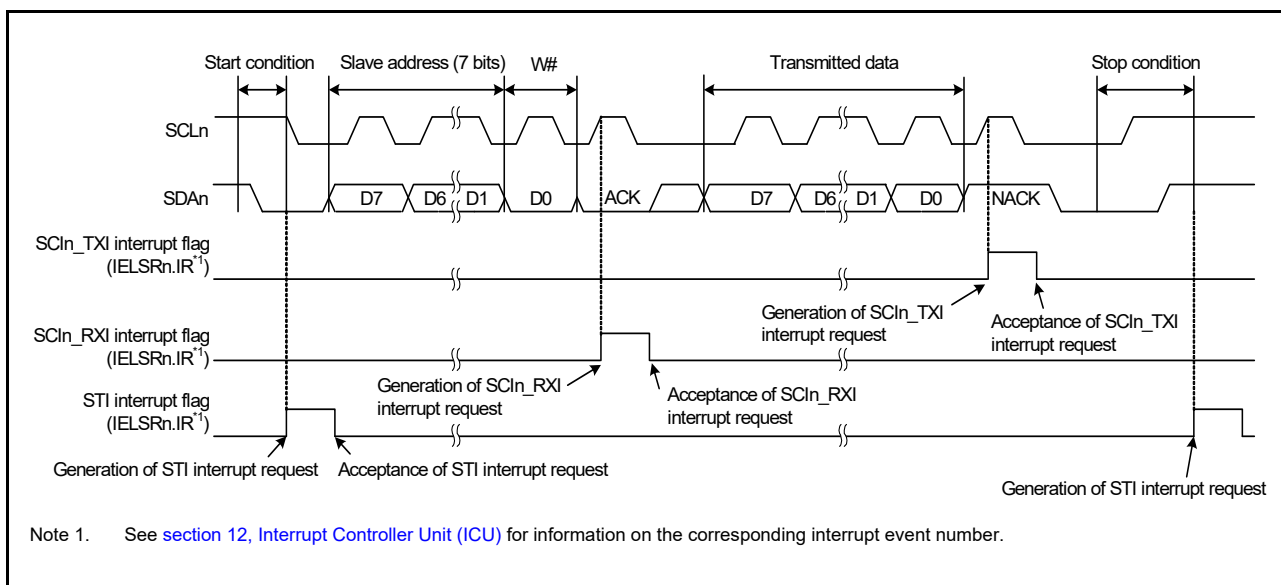 Start condition
Slave address (7 bits)
W#
Transmitted data
Stop condition
SCLn
SDAn
D7
D6
D1
D0
ACK
D7
D6
D1
D0
NACK
SCIn_TXI interrupt flag
(IELSRn.IR*1)
Generation of SCIn_TXI
interrupt request
Acceptance of SCIn_TXI
interrupt request
SCIn_RXI interrupt flag
(IELSRn.IR*1)
Generation of SCIn_RXI
interrupt request
Acceptance of SCIn_RXI
interrupt request
STI interrupt flag
(IELSRn.IR*1)
Generation of STI interrupt request
Acceptance of STI interrupt request
Generation of STI interrupt request
Note 1. See section 12, Interrupt Controller Unit (ICU) for information on the corresponding interrupt event number.